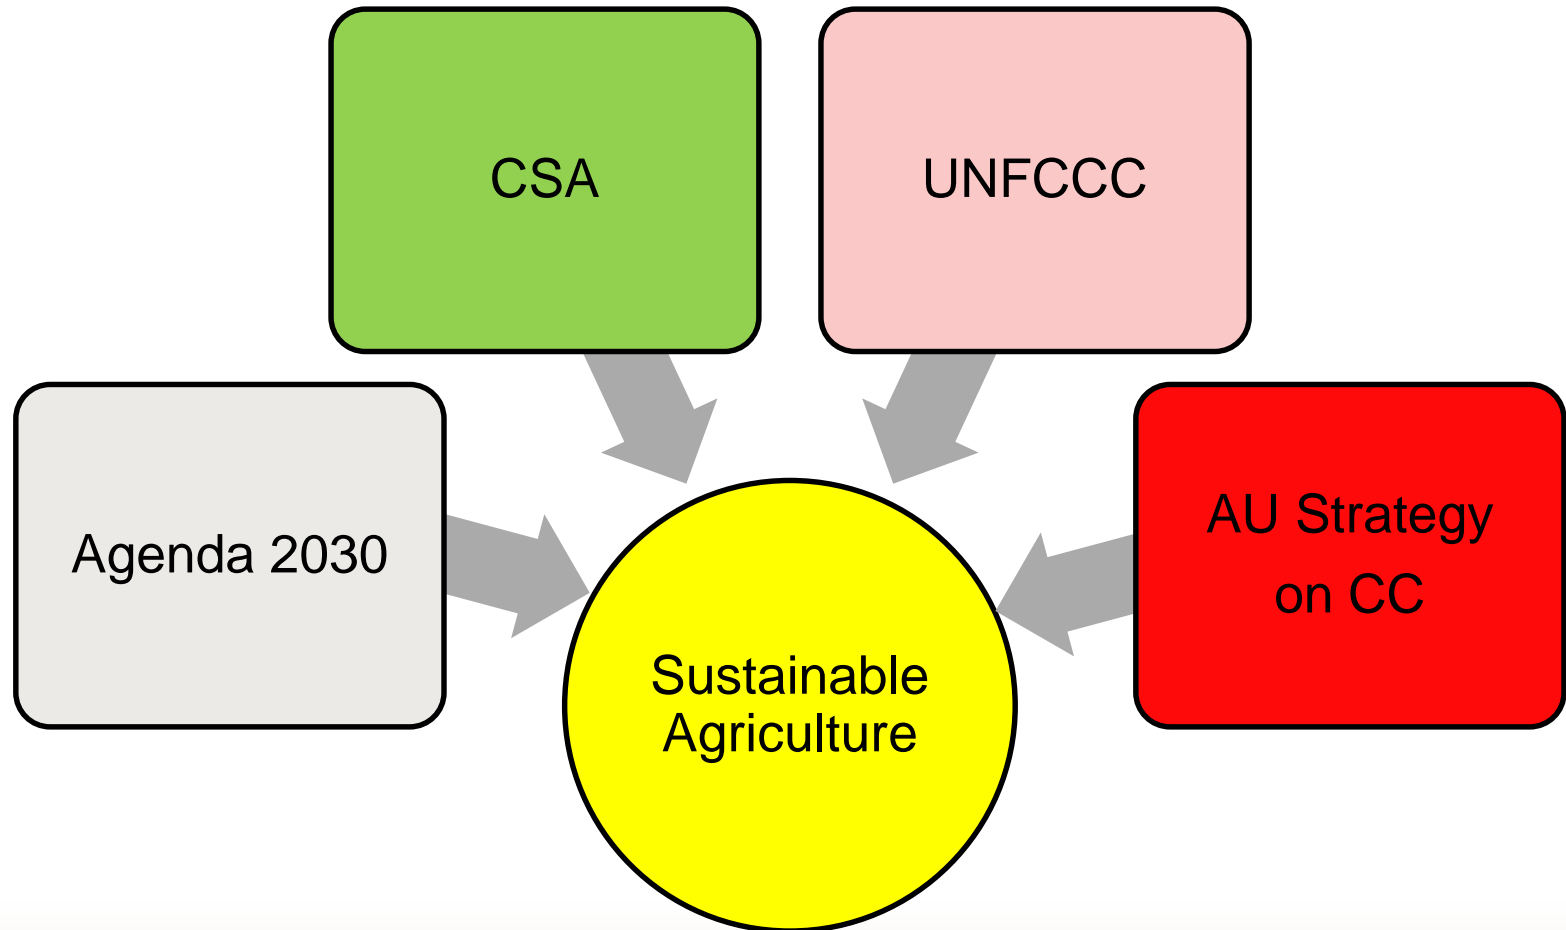 CSA
UNFCCC
Agenda 2030
AU Strategy
on CC
Sustainable
Agriculture